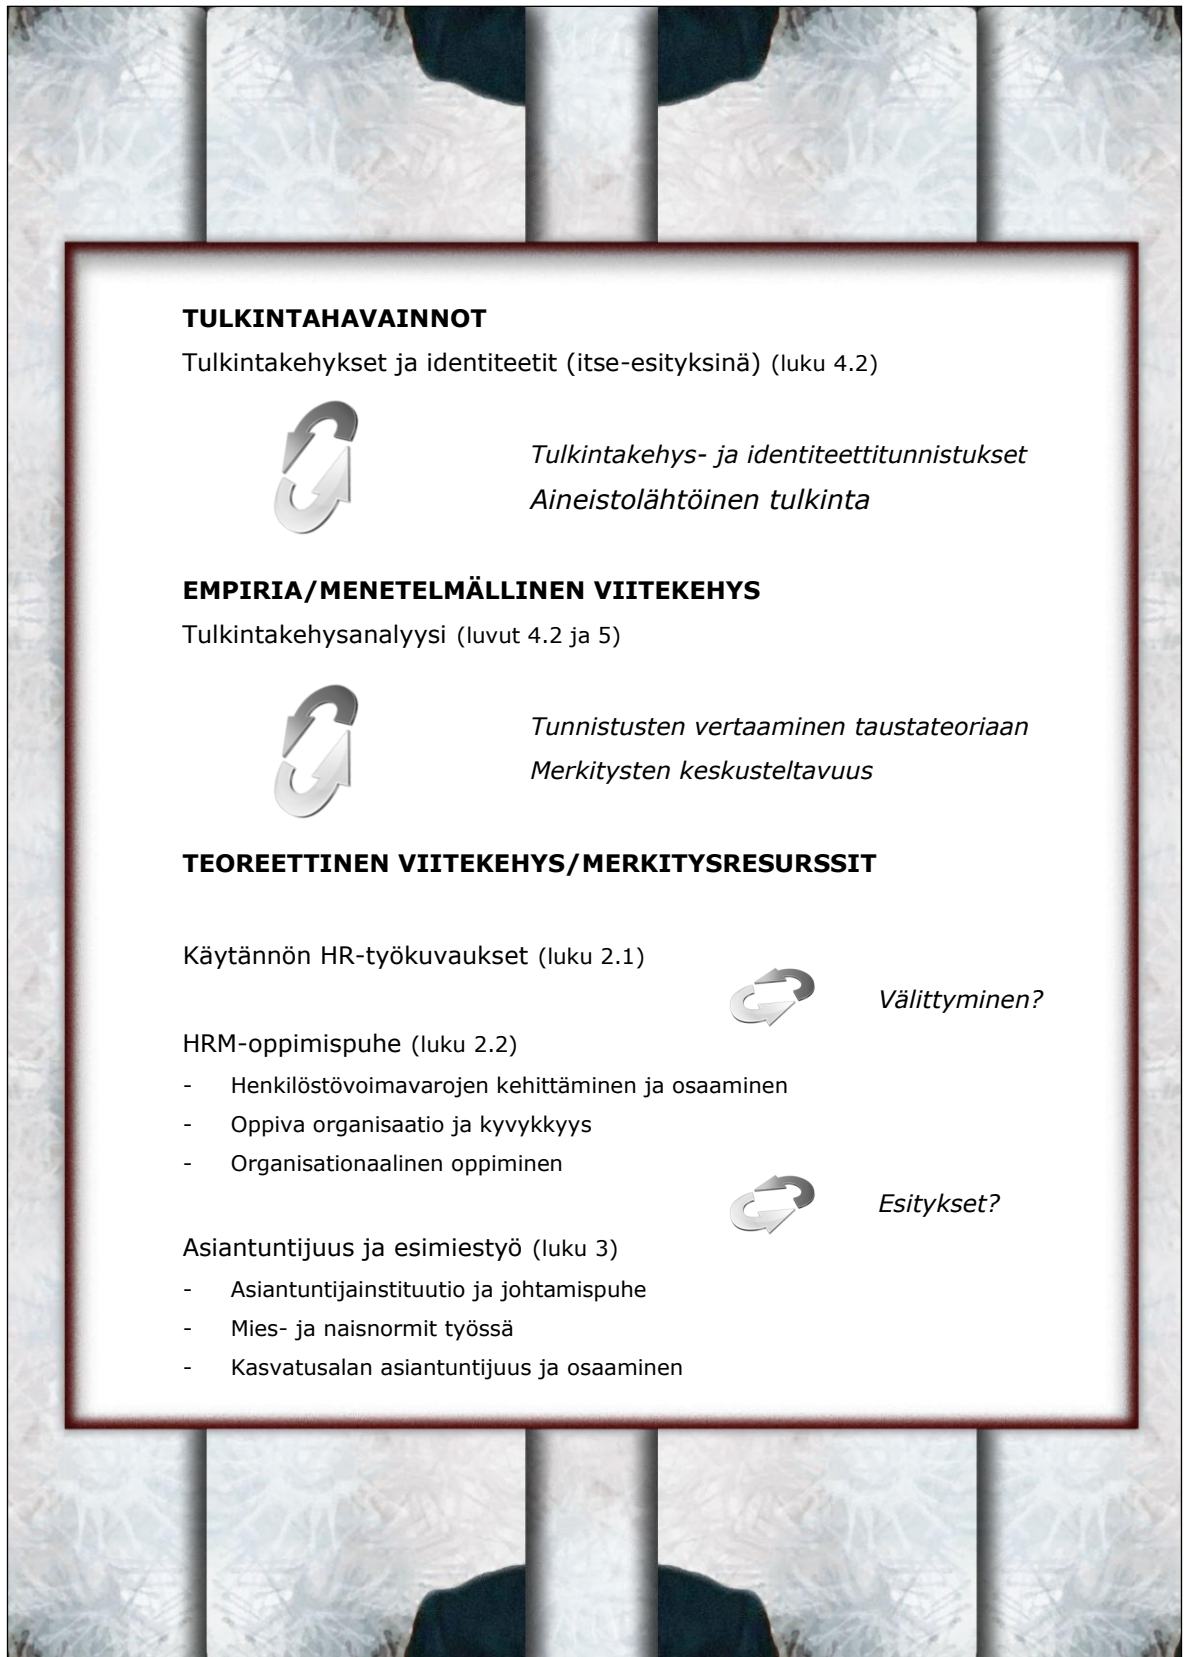 TULKINTAHAVAINNOT
Tulkintakehykset ja identiteetit (itse-esityksinä) (luku 4.2)
Tulkintakehys- ja identiteettitunnistukset
Aineistolähtöinen tulkinta
EMPIRIA/MENETELMÄLLINEN VIITEKEHYS
Tulkintakehysanalyysi (luvut 4.2 ja 5)
Tunnistusten vertaaminen taustateoriaan
Merkitysten keskusteltavuus
TEOREETTINEN VIITEKEHYS/MERKITYSRESURSSIT
Käytännön HR-työkuvaukset (luku 2.1)
Välittyminen?
HRM-oppimispuhe (luku 2.2)
- Henkilöstövoimavarojen kehittäminen ja osaaminen
- Oppiva organisaatio ja kyvykkyys
- Organisationaalinen oppiminen
Esitykset?
Asiantuntijuus ja esimiestyö (luku 3)
- Asiantuntijainstituutio ja johtamispuhe
- Mies- ja naisnormit työssä
- Kasvatusalan asiantuntijuus ja osaaminen